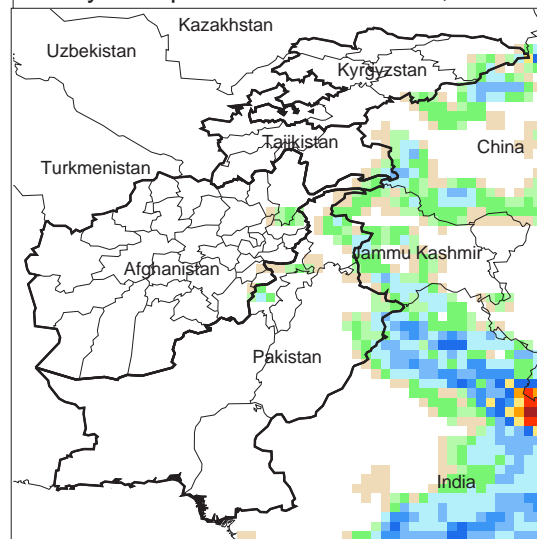 Kazakhstan
Uzbekistan
Kyrgyzstan
Tajikistan
China
Turkmenistan
Jammu Kashmir
Afghanistan
Pakistan
India